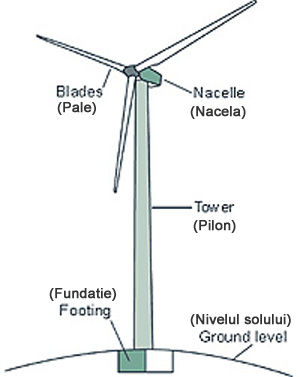 Blades
(Pale)
Nacelle
(Nacela)
Tower
(Pilon)
(Fundatie)
Footing
(Nivelul solului)
Ground level